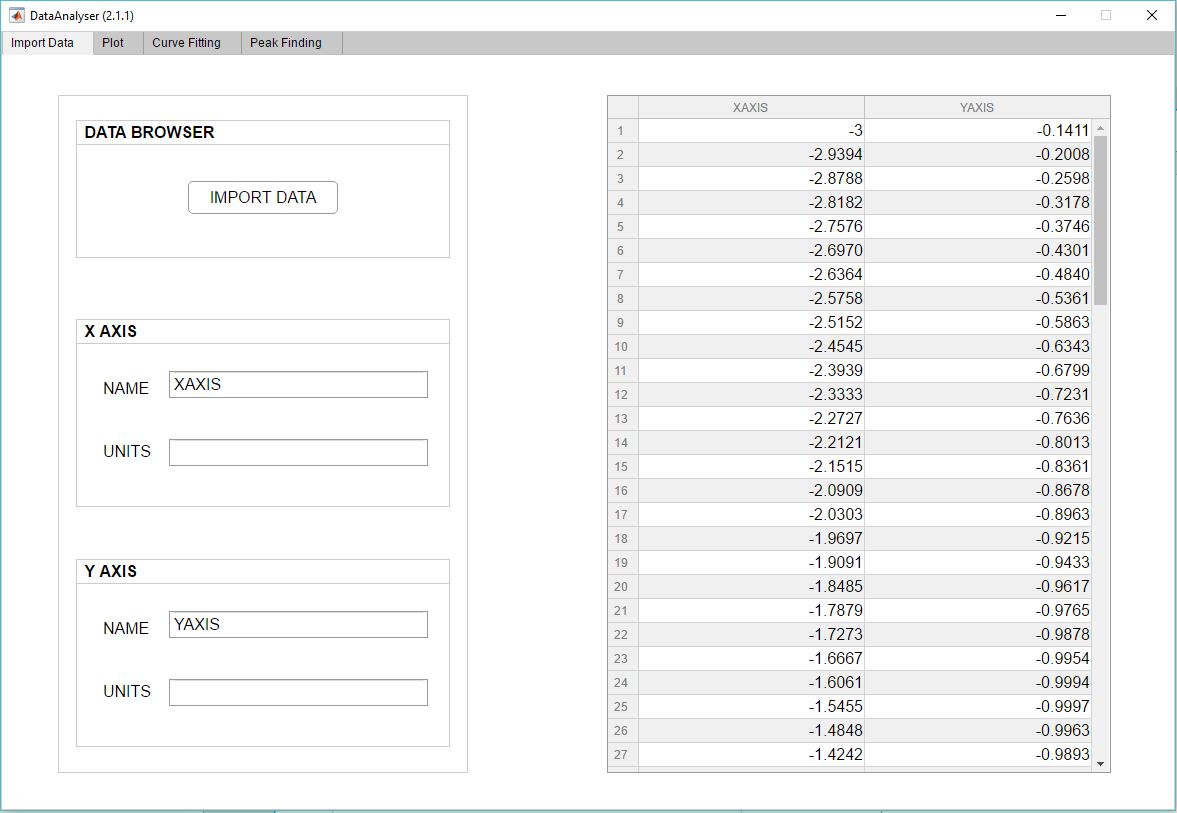 DataAnalyser (2.1.1)
Import Data Plot Curve Fitting Peak Finding
DATA BROWSER
IMPORT DATA
X AXIS
NAME XAXIS
UNITS
Y AXIS
NAME YAXIS
UNITS
XAXIS YAXIS
1 -3 -0.1411
2 -2.9394 -0.2008
3 -2.8788 -0.2598
4 -2.8182 -0.3178
5 -2.7576 -0.3746
6 -2.6970 -0.4301
7 -2.6364 -0.4840
8 -2.5758 -0.5361
9 -2.5152 -0.5863
10 -2.4545 -0.6343
11 -2.3939 -0.6799
12 -2.3333 -0.7231
13 -2.2727 -0.7636
14 -2.2121 -0.8013
15 -2.1515 -0.8361
16 -2.0909 -0.8678
17 -2.0303 -0.8963
18 -1.9697 -0.9215
19 -1.9091 -0.9433
20 -1.8485 -0.9617
21 -1.7879 -0.9765
22 -1.7273 -0.9878
23 -1.6667 -0.9954
24 -1.6061 -0.9994
25 -1.5455 -0.9997
26 -1.4848 -0.9963
27 -1.4242 -0.9893